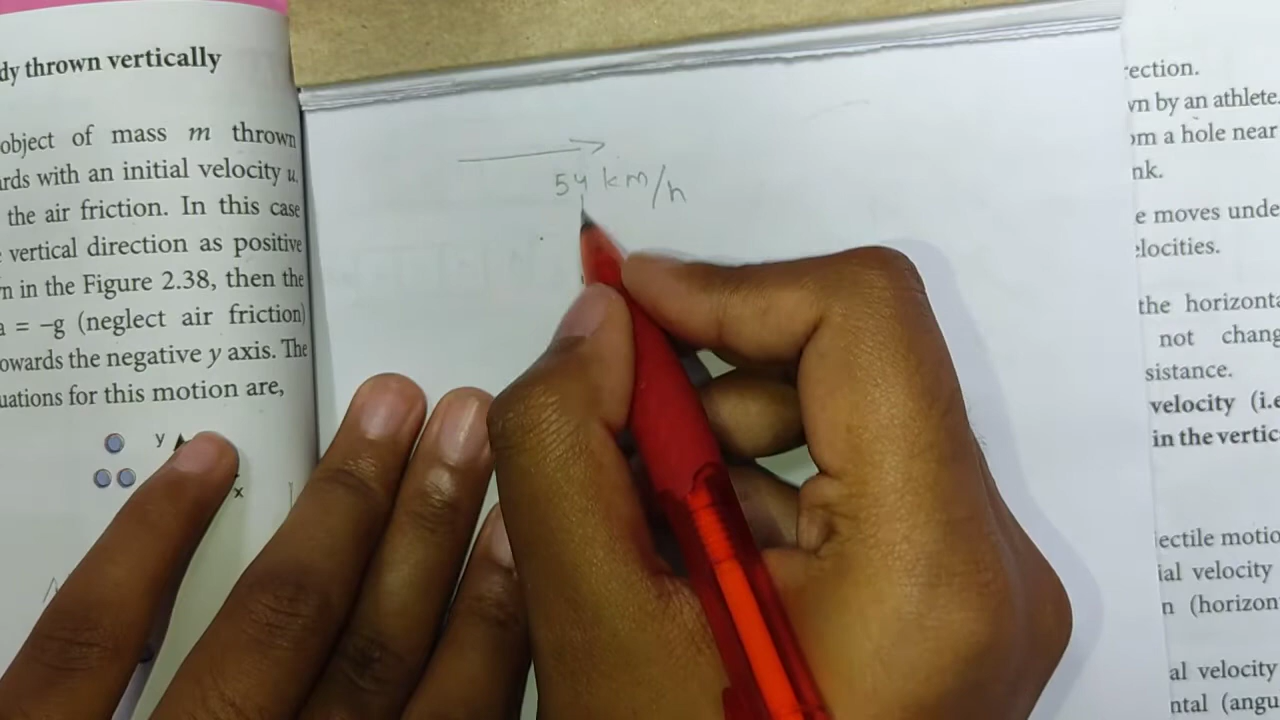 dy thrown vertically
object of mass m thrown
rds with an initial velocity u.
the air friction. In this case
vertical direction as positive
n in the Figure 2.38, then the
a = –g (neglect air friction)
owards the negative y axis. The
uations for this motion are,
y
x
54 km/h
rection.
vn by an athlete.
om a hole near
nk.
e moves unde
elocities.
the horizonta
not chang
sistance.
velocity (i.e
in the vertic
jectile motio
ial velocity
n (horizon
al velocity
ntal (angu